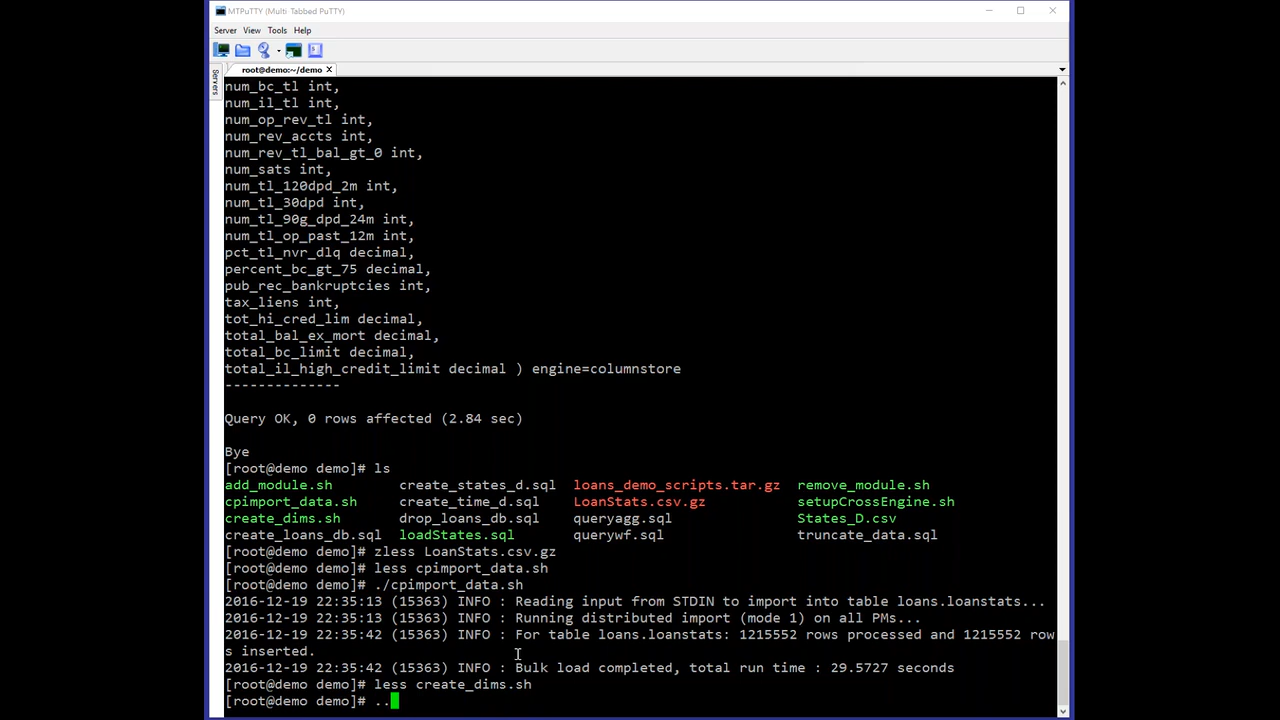 MTPuTTY (Multi-Tabbed PuTTY)
Server View Tools Help
root@demo:~/demo
Servers
num_bc_tl int,
num_il_tl int,
num_op_rev_tl int,
num_rev_accts int,
num_rev_tl_bal_gt_0 int,
num_sats int,
num_tl_120dpd_2m int,
num_tl_30dpd int,
num_tl_90g_dpd_24m int,
num_tl_op_past_12m int,
pct_tl_nvr_dlq decimal,
percent_bc_gt_75 decimal,
pub_rec_bankruptcies int,
tax_liens int,
tot_hi_cred_lim decimal,
total_bal_ex_mort decimal,
total_bc_limit decimal,
total_il_high_credit_limit decimal ) engine=columnstore
--------------
Query OK, 0 rows affected (2.84 sec)
Bye
[root@demo demo]# ls
add_module.sh create_states_d.sql loans_demo_scripts.tar.gz remove_module.sh
cpimport_data.sh create_time_d.sql LoanStats.csv.gz setupCrossEngine.sh
create_dims.sh drop_loans_db.sql queryagg.sql States_D.csv
create_loans_db.sql loadStates.sql querywf.sql truncate_data.sql
[root@demo demo]# zless LoanStats.csv.gz
[root@demo demo]# less cpimport_data.sh
[root@demo demo]# ./cpimport_data.sh
2016-12-19 22:35:13 (15363) INFO : Reading input from STDIN to import into table loans.loanstats...
2016-12-19 22:35:13 (15363) INFO : Running distributed import (mode 1) on all PMs...
2016-12-19 22:35:42 (15363) INFO : For table loans.loanstats: 1215552 rows processed and 1215552 row
s inserted.
2016-12-19 22:35:42 (15363) INFO : Bulk load completed, total run time : 29.5727 seconds
[root@demo demo]# less create_dims.sh
[root@demo demo]# ..